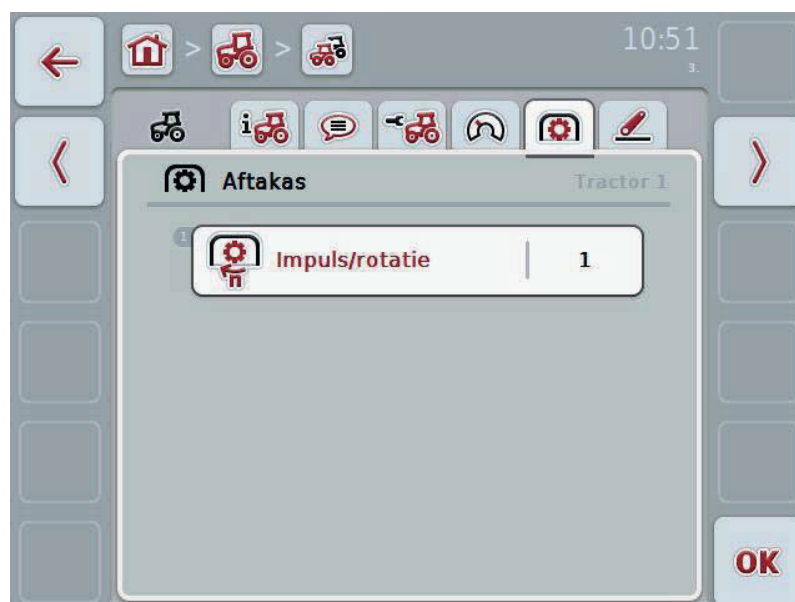 > >
10:51
3.
i
Aftakas
Tractor 1
1
Impuls/rotatie
1
n
OK